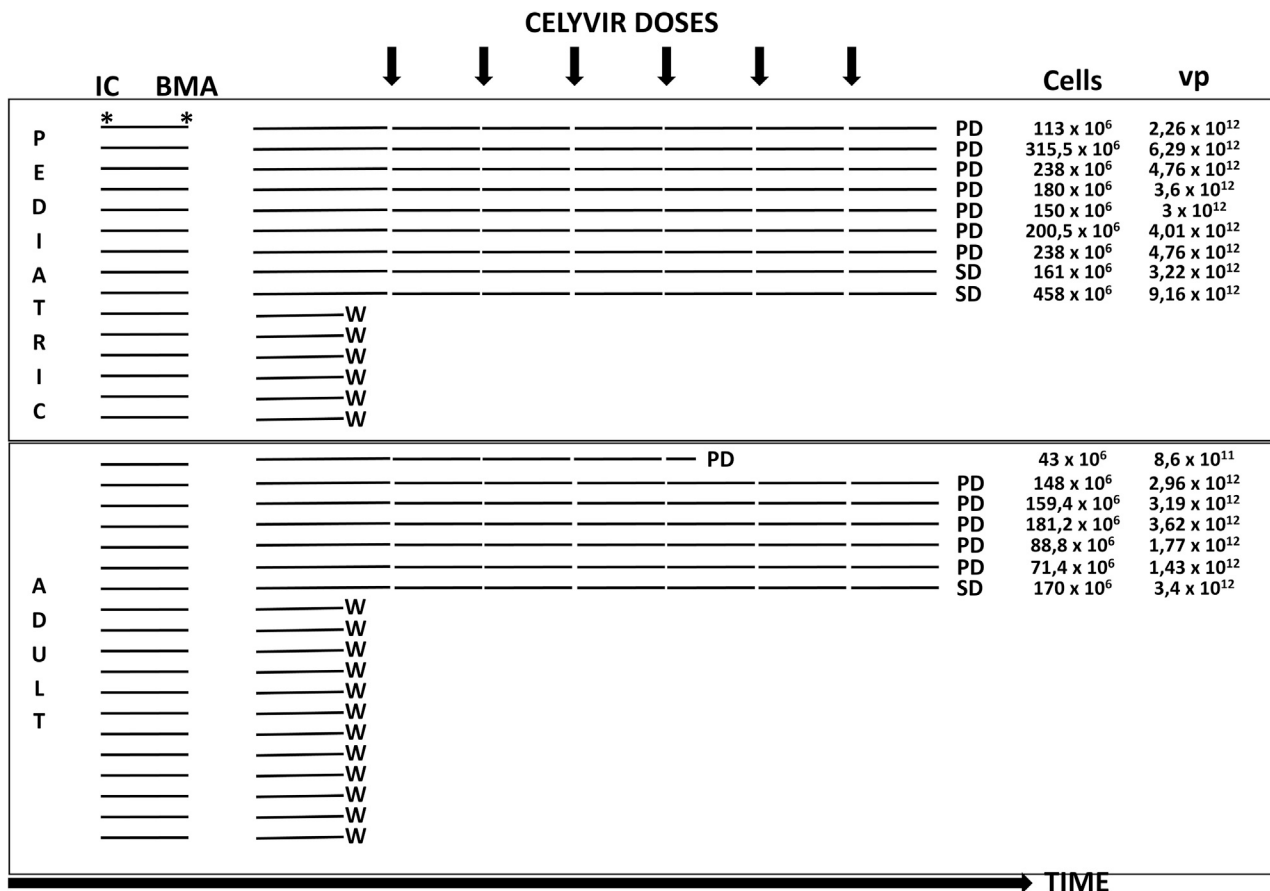 CELYVIR DOSES
IC BMA Cells vp
* *
PEDIATRIC
PD 113 x 10⁶ 2,26 x 10¹²
PD 315,5 x 10⁶ 6,29 x 10¹²
PD 238 x 10⁶ 4,76 x 10¹²
PD 180 x 10⁶ 3,6 x 10¹²
PD 150 x 10⁶ 3 x 10¹²
PD 200,5 x 10⁶ 4,01 x 10¹²
PD 238 x 10⁶ 4,76 x 10¹²
SD 161 x 10⁶ 3,22 x 10¹²
SD 458 x 10⁶ 9,16 x 10¹²
W
W
W
W
W
W
ADULT
PD 43 x 10⁶ 8,6 x 10¹¹
PD 148 x 10⁶ 2,96 x 10¹²
PD 159,4 x 10⁶ 3,19 x 10¹²
PD 181,2 x 10⁶ 3,62 x 10¹²
PD 88,8 x 10⁶ 1,77 x 10¹²
PD 71,4 x 10⁶ 1,43 x 10¹²
SD 170 x 10⁶ 3,4 x 10¹²
W
W
W
W
W
W
W
W
W
W
W
W
TIME